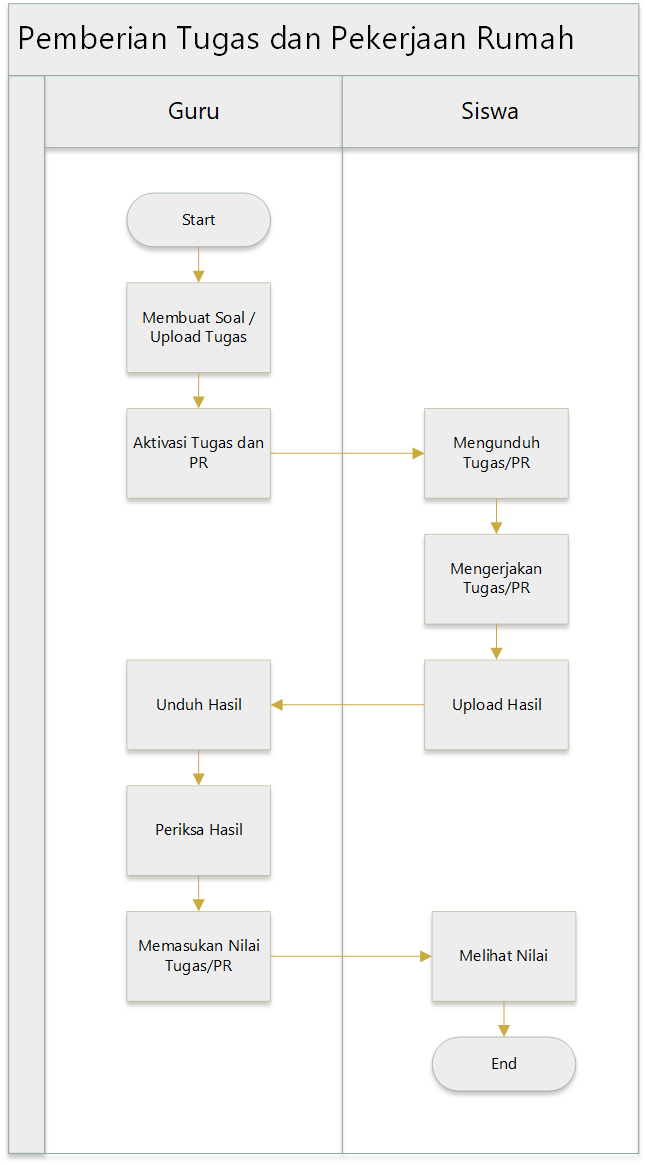 Pemberian Tugas dan Pekerjaan Rumah
Guru
Siswa
Start
Membuat Soal /
Upload Tugas
Aktivasi Tugas dan
PR
Mengunduh
Tugas/PR
Mengerjakan
Tugas/PR
Upload Hasil
Unduh Hasil
Periksa Hasil
Memasukan Nilai
Tugas/PR
Melihat Nilai
End